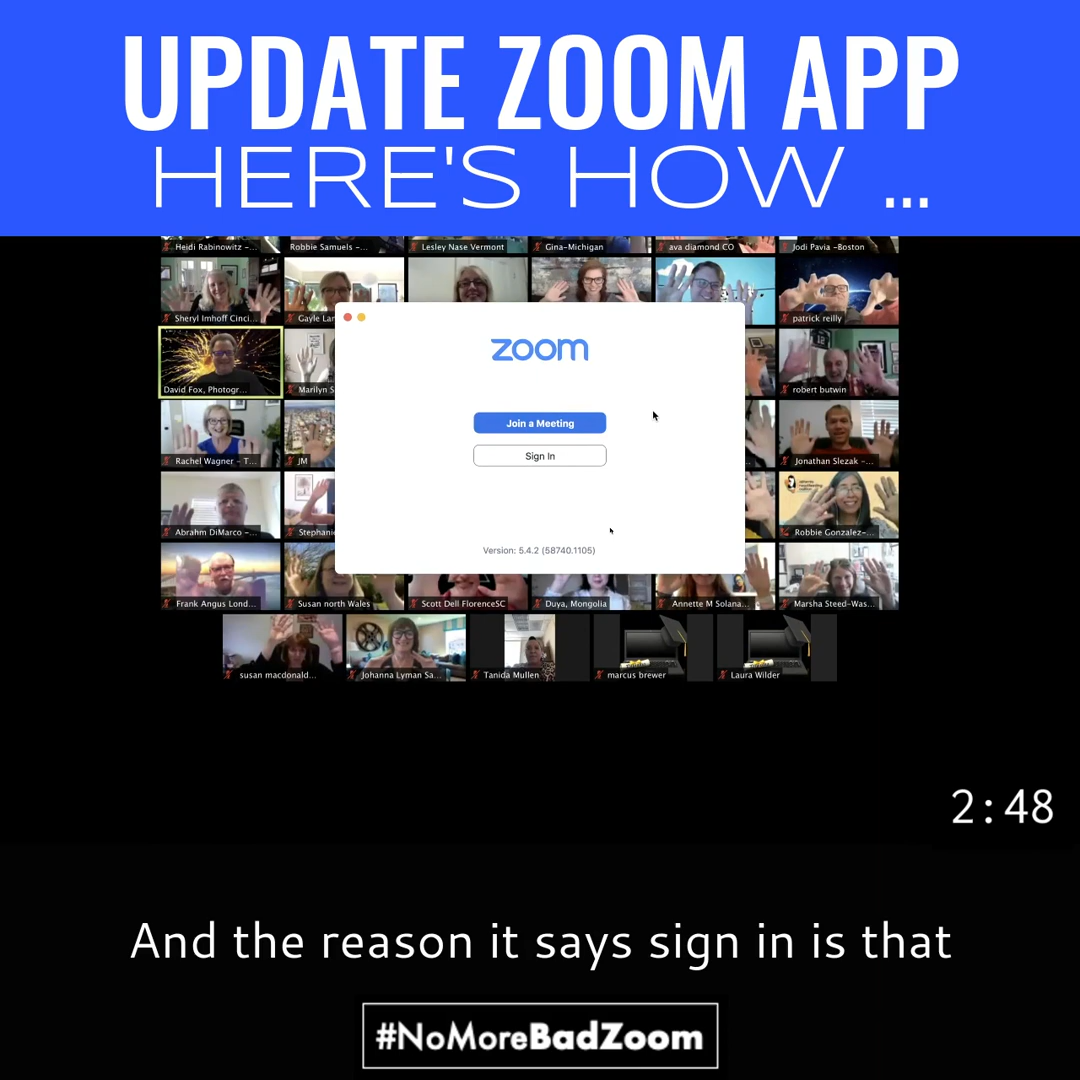 UPDATE ZOOM APP
HERE'S HOW ...
Heidi Rabinowitz -...
Robbie Samuels -...
Lesley Nase Vermont
Gina-Michigan
ava diamond CO
Jodi Pavia -Boston
Sheryl Imhoff Cinci...
Gayle Lan
patrick reilly
zoom
David Fox, Photogr...
Marilyn S
robert butwin
Join a Meeting
Sign In
Rachel Wagner - T...
JM
Jonathan Slezak -...
Abrahm DiMarco -...
Stephani
Robbie Gonzalez-...
Version: 5.4.2 (58740.1105)
Frank Angus Lond...
Susan north Wales
Scott Dell FlorenceSC
Duya, Mongolia
Annette M Solana...
Marsha Steed-Was...
susan macdonald...
Johanna Lyman Sa...
Tanida Mullen
marcus brewer
Laura Wilder
2:48
And the reason it says sign in is that
#NoMoreBadZoom